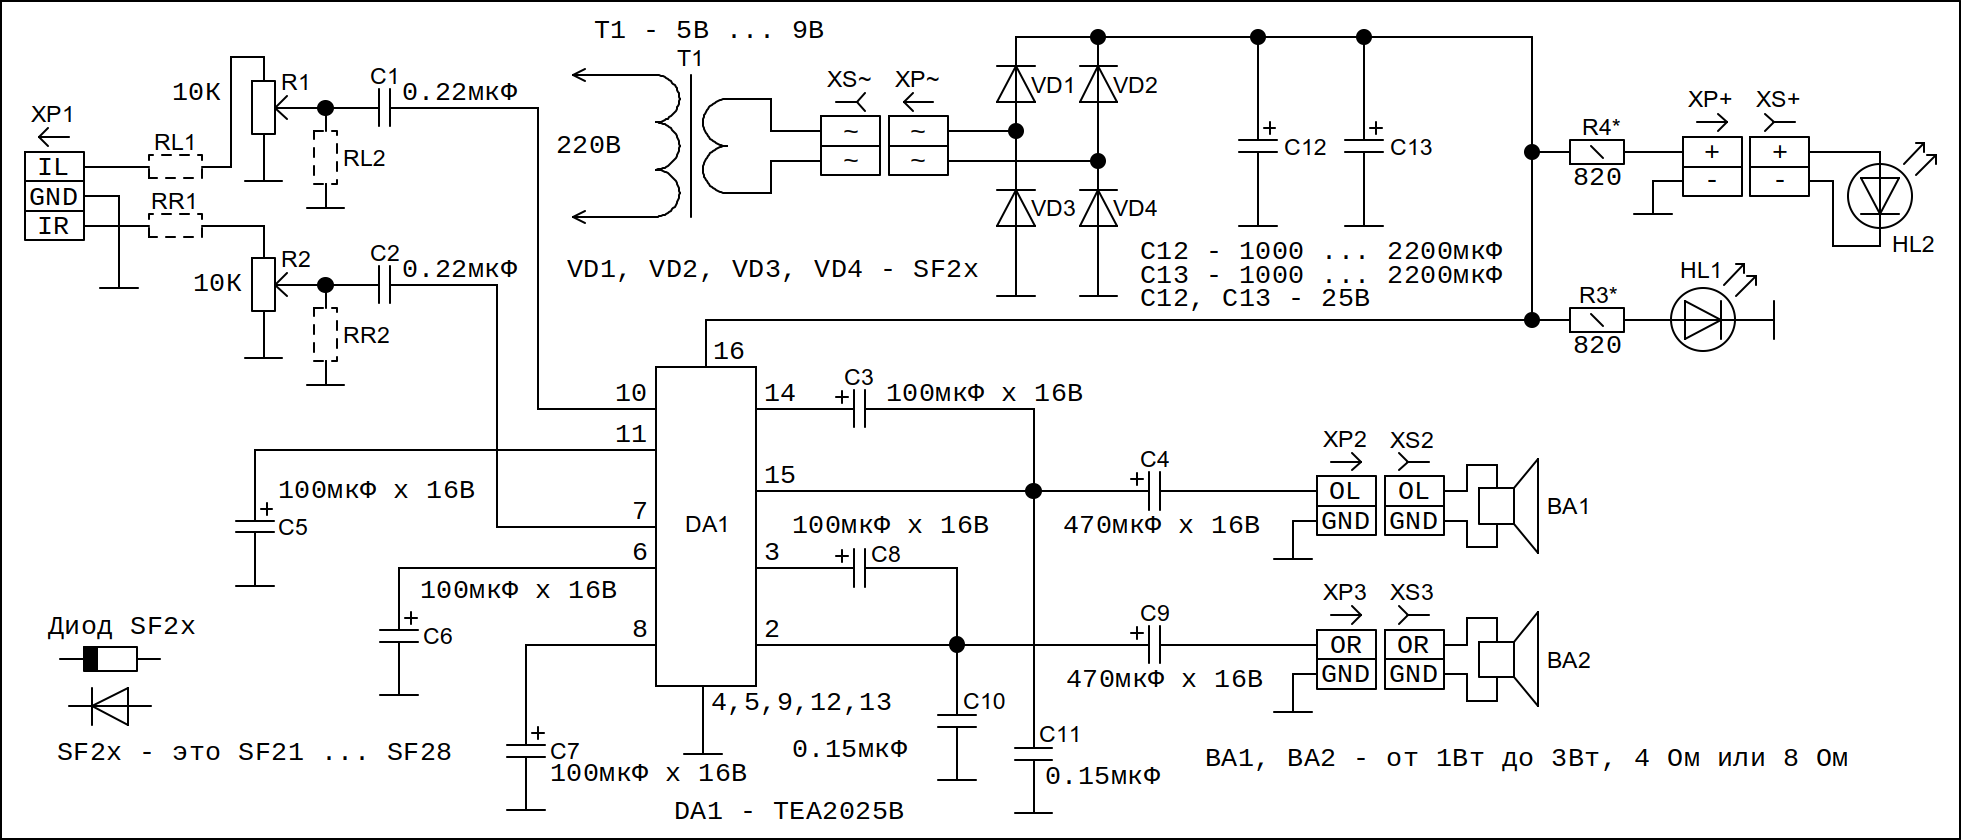 T1 - 5В ... 9В
T1
220В
XS~
XP~
~
~
~
~
VD1
VD2
VD3
VD4
VD1, VD2, VD3, VD4 - SF2x
+
C12
+
C13
C12 - 1000 ... 2200мкФ
C13 - 1000 ... 2200мкФ
C12, C13 - 25В
R4*
820
XP+
XS+
+
-
+
-
HL2
HL1
R3*
820
XP1
IL
GND
IR
RL1
RR1
10К
R1
C1
0.22мкФ
RL2
10К
R2
C2
0.22мкФ
RR2
16
10
11
7
6
8
14
15
3
2
DA1
4,5,9,12,13
C3
+
100мкФ x 16В
100мкФ x 16В
+
C8
100мкФ x 16В
+
C5
100мкФ x 16В
+
C6
+
C7
100мкФ x 16В
DA1 - TEA2025B
C4
+
470мкФ x 16В
C9
+
470мкФ x 16В
C10
0.15мкФ
C11
0.15мкФ
XP2
XS2
OL
GND
OL
GND
BA1
XP3
XS3
OR
GND
OR
GND
BA2
BA1, BA2 - от 1Вт до 3Вт, 4 Ом или 8 Ом
Диод SF2x
SF2x - это SF21 ... SF28